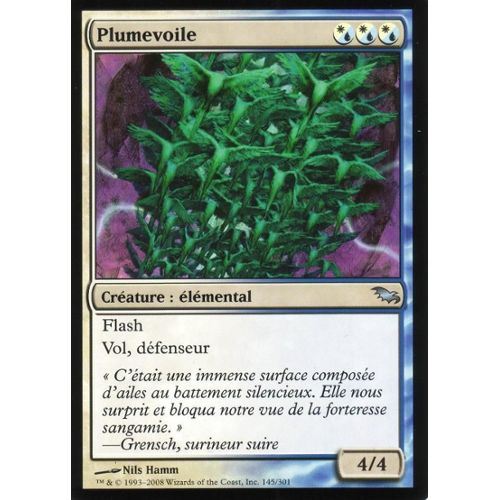 Plumevoile
Créature : élémental
Flash
Vol, défenseur
« C'était une immense surface composée
d'ailes au battement silencieux. Elle nous
surprit et bloqua notre vue de la forteresse
sangamie. »
—Grensch, surineur suire
Nils Hamm
™ & © 1993–2008 Wizards of the Coast, Inc. 145/301
4/4